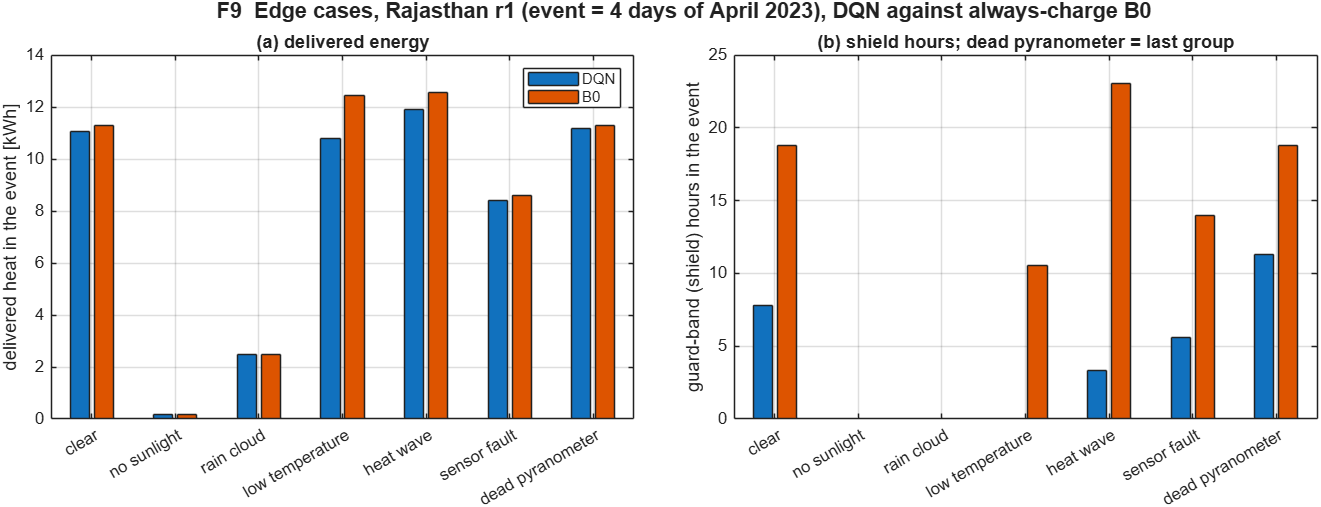 F9 Edge cases, Rajasthan r1 (event = 4 days of April 2023), DQN against always-charge B0
(a) delivered energy
delivered heat in the event [kWh]
14
12
10
8
6
4
2
0
DQN
B0
clear
no sunlight
rain cloud
low temperature
heat wave
sensor fault
dead pyranometer
(b) shield hours; dead pyranometer = last group
guard-band (shield) hours in the event
25
20
15
10
5
0
clear
no sunlight
rain cloud
low temperature
heat wave
sensor fault
dead pyranometer